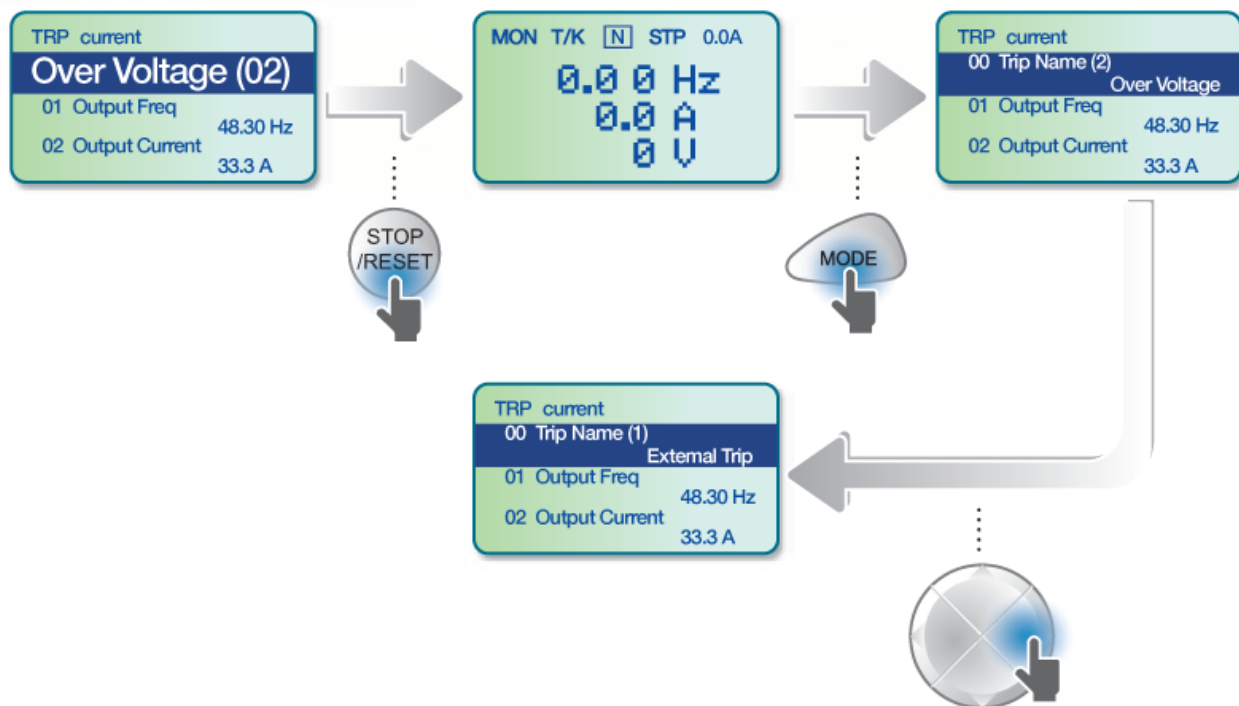 TRP current
Over Voltage (02)
01 Output Freq
48.30 Hz
02 Output Current
33.3 A
STOP
/RESET
MON T/K N STP 0.0A
0.00 Hz
0.0 A
0 V
MODE
TRP current
00 Trip Name (2)
Over Voltage
01 Output Freq
48.30 Hz
02 Output Current
33.3 A
TRP current
00 Trip Name (1)
External Trip
01 Output Freq
48.30 Hz
02 Output Current
33.3 A